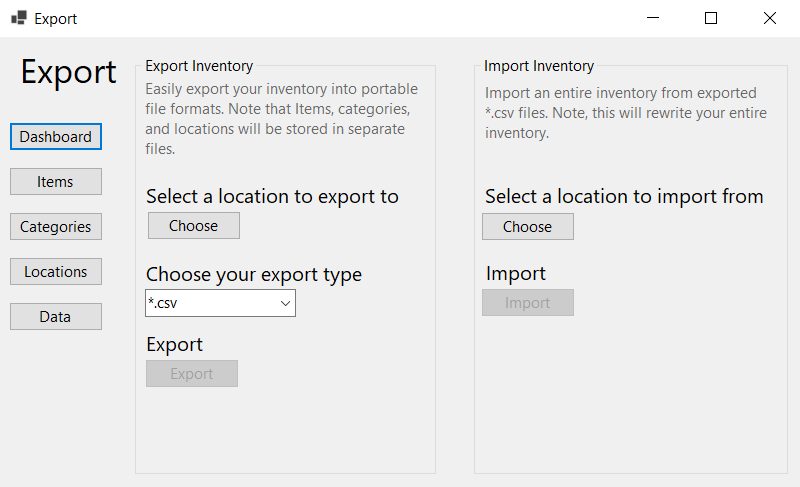 Export
Export
Dashboard
Items
Categories
Locations
Data
Export Inventory
Easily export your inventory into portable
file formats. Note that Items, categories,
and locations will be stored in separate
files.
Select a location to export to
Choose
Choose your export type
*.csv
Export
Export
Import Inventory
Import an entire inventory from exported
*.csv files. Note, this will rewrite your entire
inventory.
Select a location to import from
Choose
Import
Import